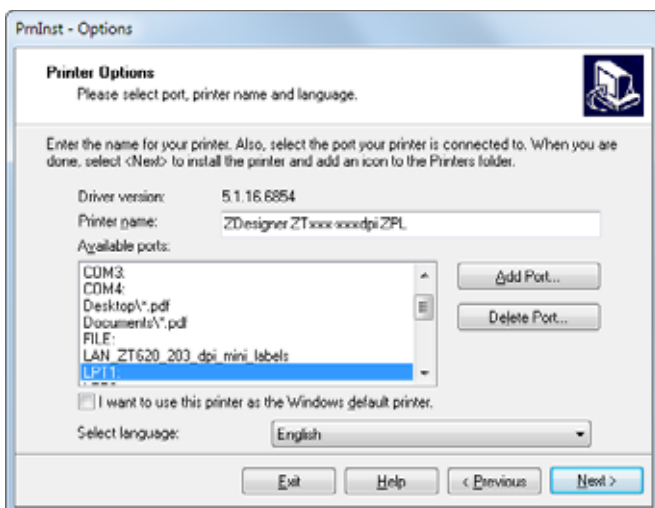 PrnInst - Options
Printer Options
Please select port, printer name and language.
Enter the name for your printer. Also, select the port your printer is connected to. When you are
done, select <Next> to install the printer and add an icon to the Printers folder.
Driver version: 5.1.16.6854
Printer name: ZDesigner ZTxxx-xxxdpi ZPL
Available ports:
COM3:
COM4:
Desktop\*.pdf
Documents\*.pdf
FILE:
LAN_ZT620_203_dpi_mini_labels
LPT1:
Add Port...
Delete Port...
I want to use this printer as the Windows default printer.
Select language: English
Exit Help < Previous Next >